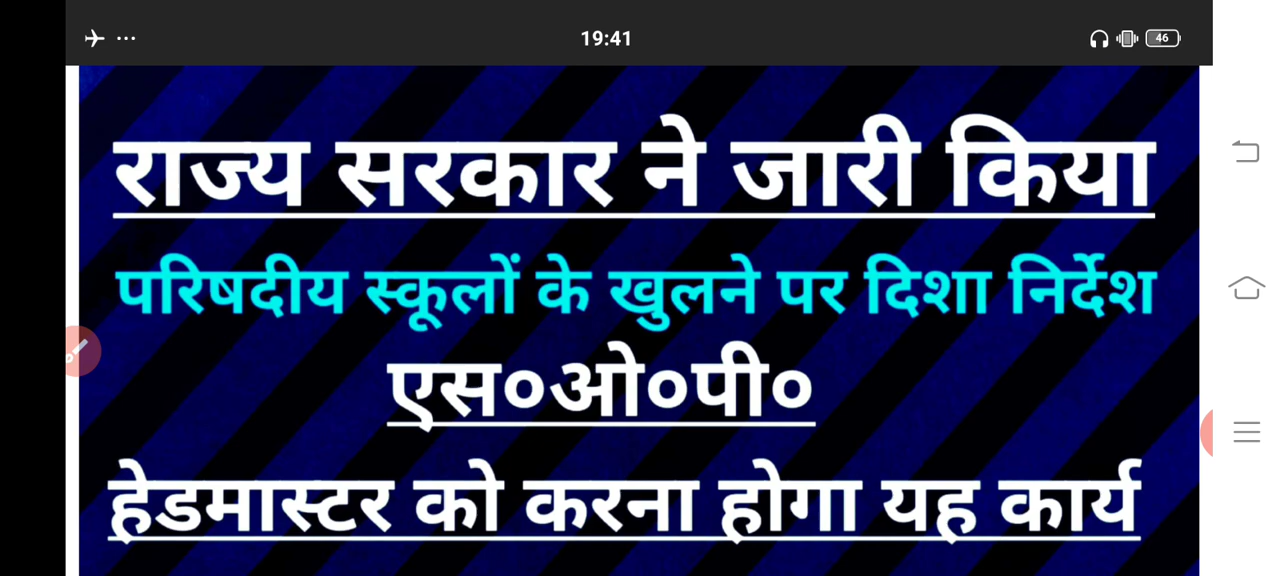 19:41
46
राज्य सरकार ने जारी किया
परिषदीय स्कूलों के खुलने पर दिशा निर्देश
एस०ओ०पी०
हेडमास्टर को करना होगा यह कार्य